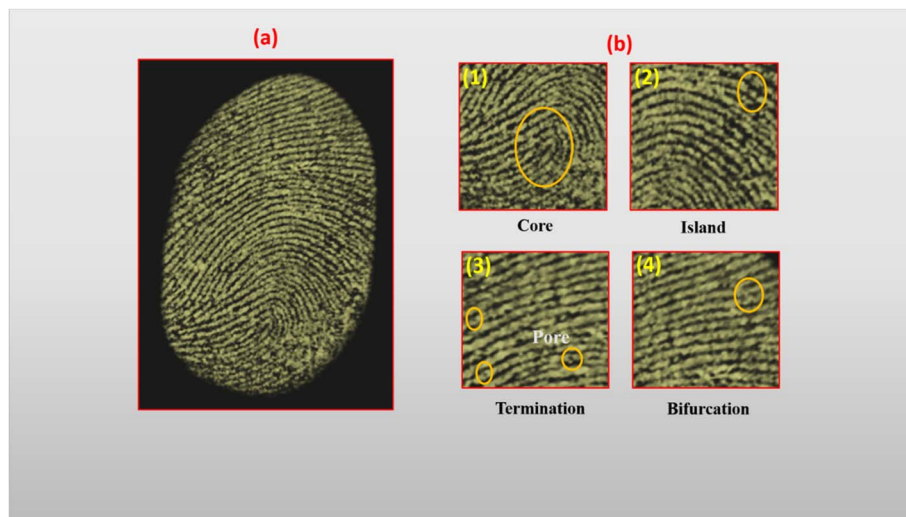 (a)
(b)
(1)
(2)
Core
Island
(3)
(4)
Pore
Termination
Bifurcation